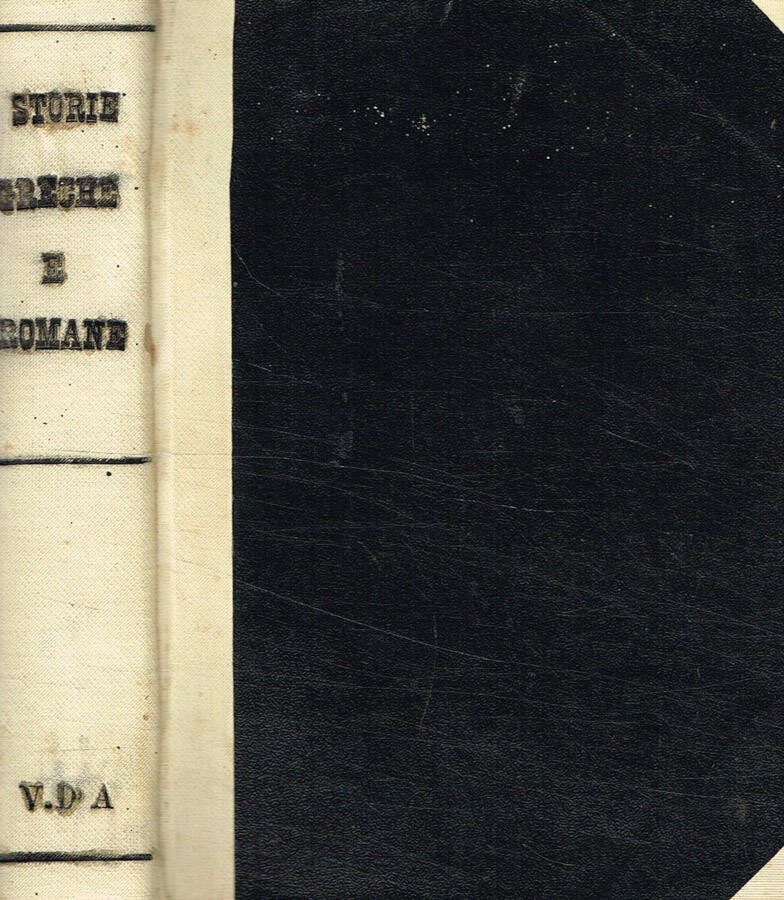 STORIE
GRECHE
E
ROMANE
V.D'A